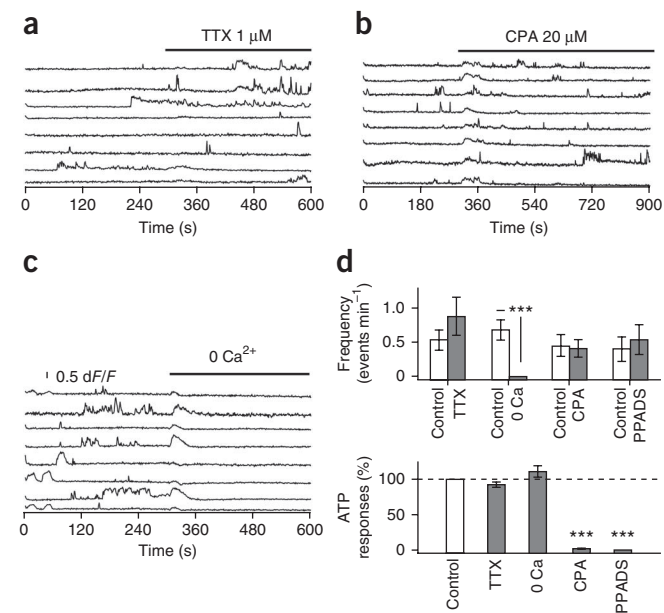 a
TTX 1 μM
0 120 240 360 480 600
Time (s)
b
CPA 20 μM
0 180 360 540 720 900
Time (s)
c
0.5 dF/F
0 Ca2+
0 120 240 360 480 600
Time (s)
d
Frequency
(events min−1)
1.0
0.5
0
***
Control
TTX
Control
0 Ca
Control
CPA
Control
PPADS
ATP
responses (%)
100
50
0
*** ***
Control
TTX
0 Ca
CPA
PPADS